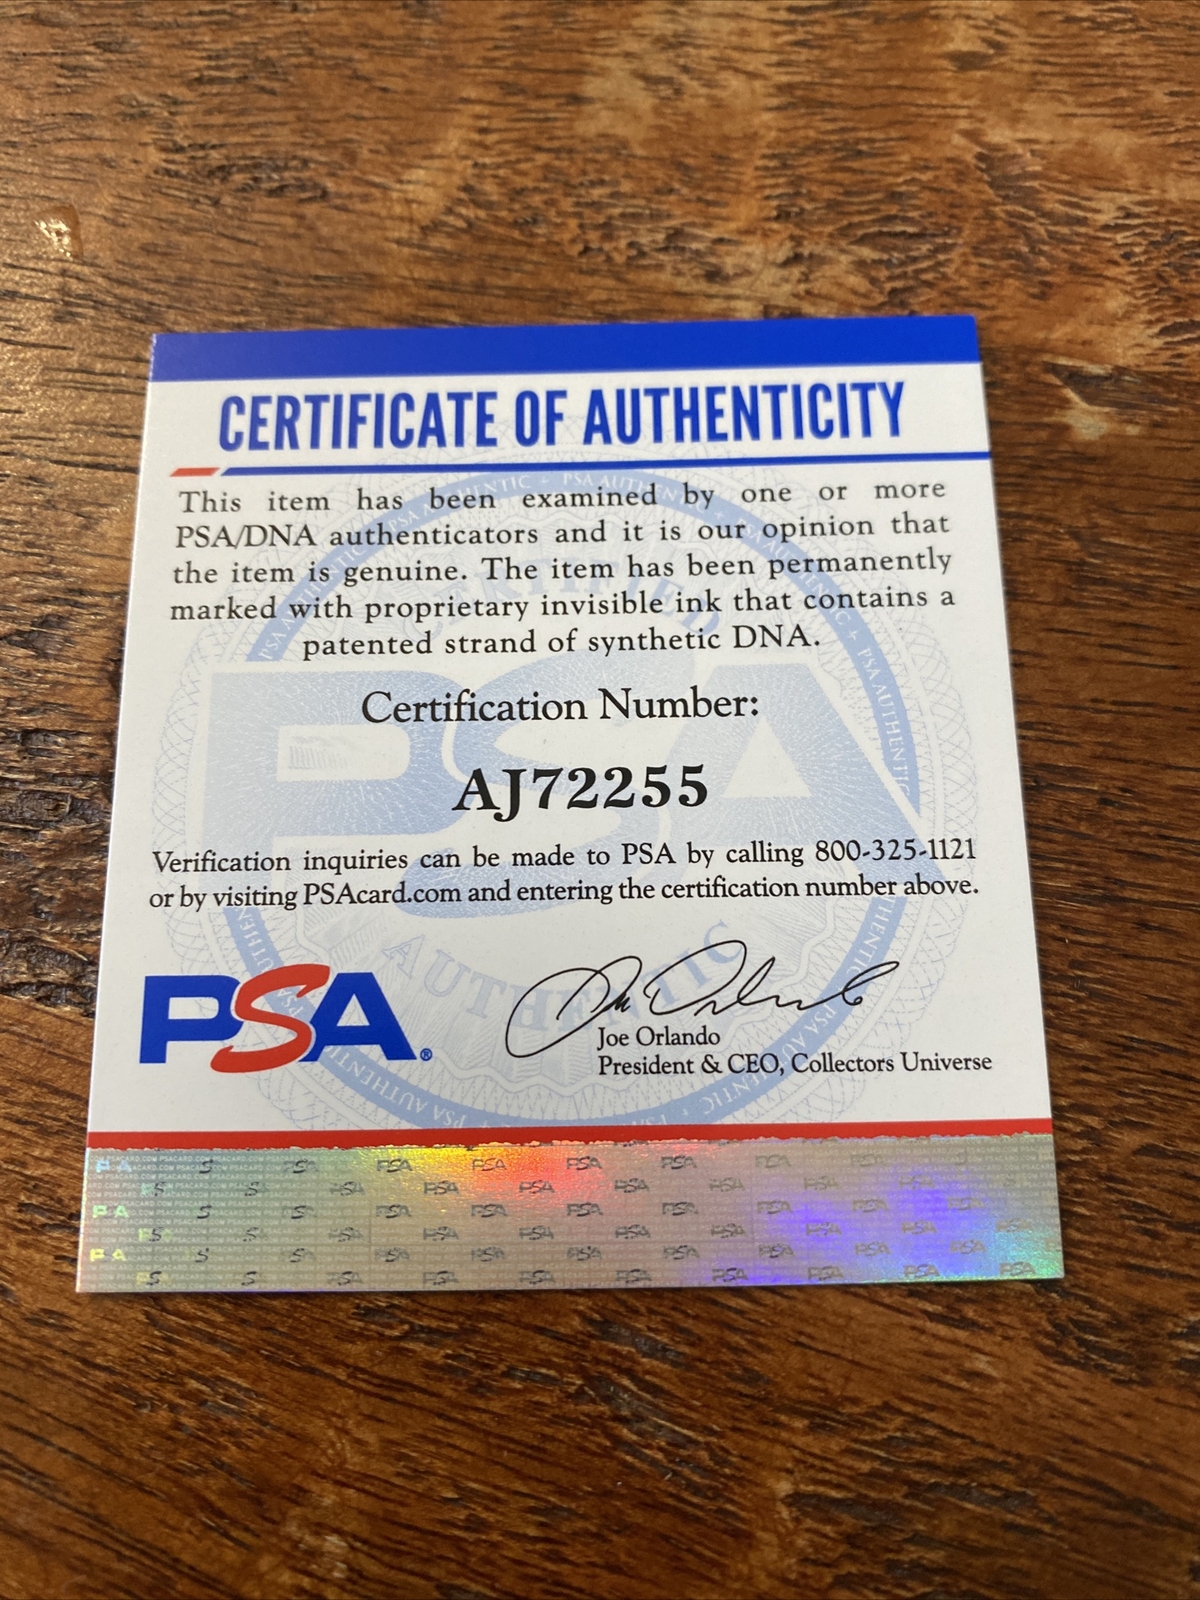 CERTIFICATE OF AUTHENTICITY
This item has been examined by one or more
PSA/DNA authenticators and it is our opinion that
the item is genuine. The item has been permanently
marked with proprietary invisible ink that contains a
patented strand of synthetic DNA.
Certification Number:
AJ72255
Verification inquiries can be made to PSA by calling 800-325-1121
or by visiting PSAcard.com and entering the certification number above.
PSA®
Joe Orlando
President & CEO, Collectors Universe